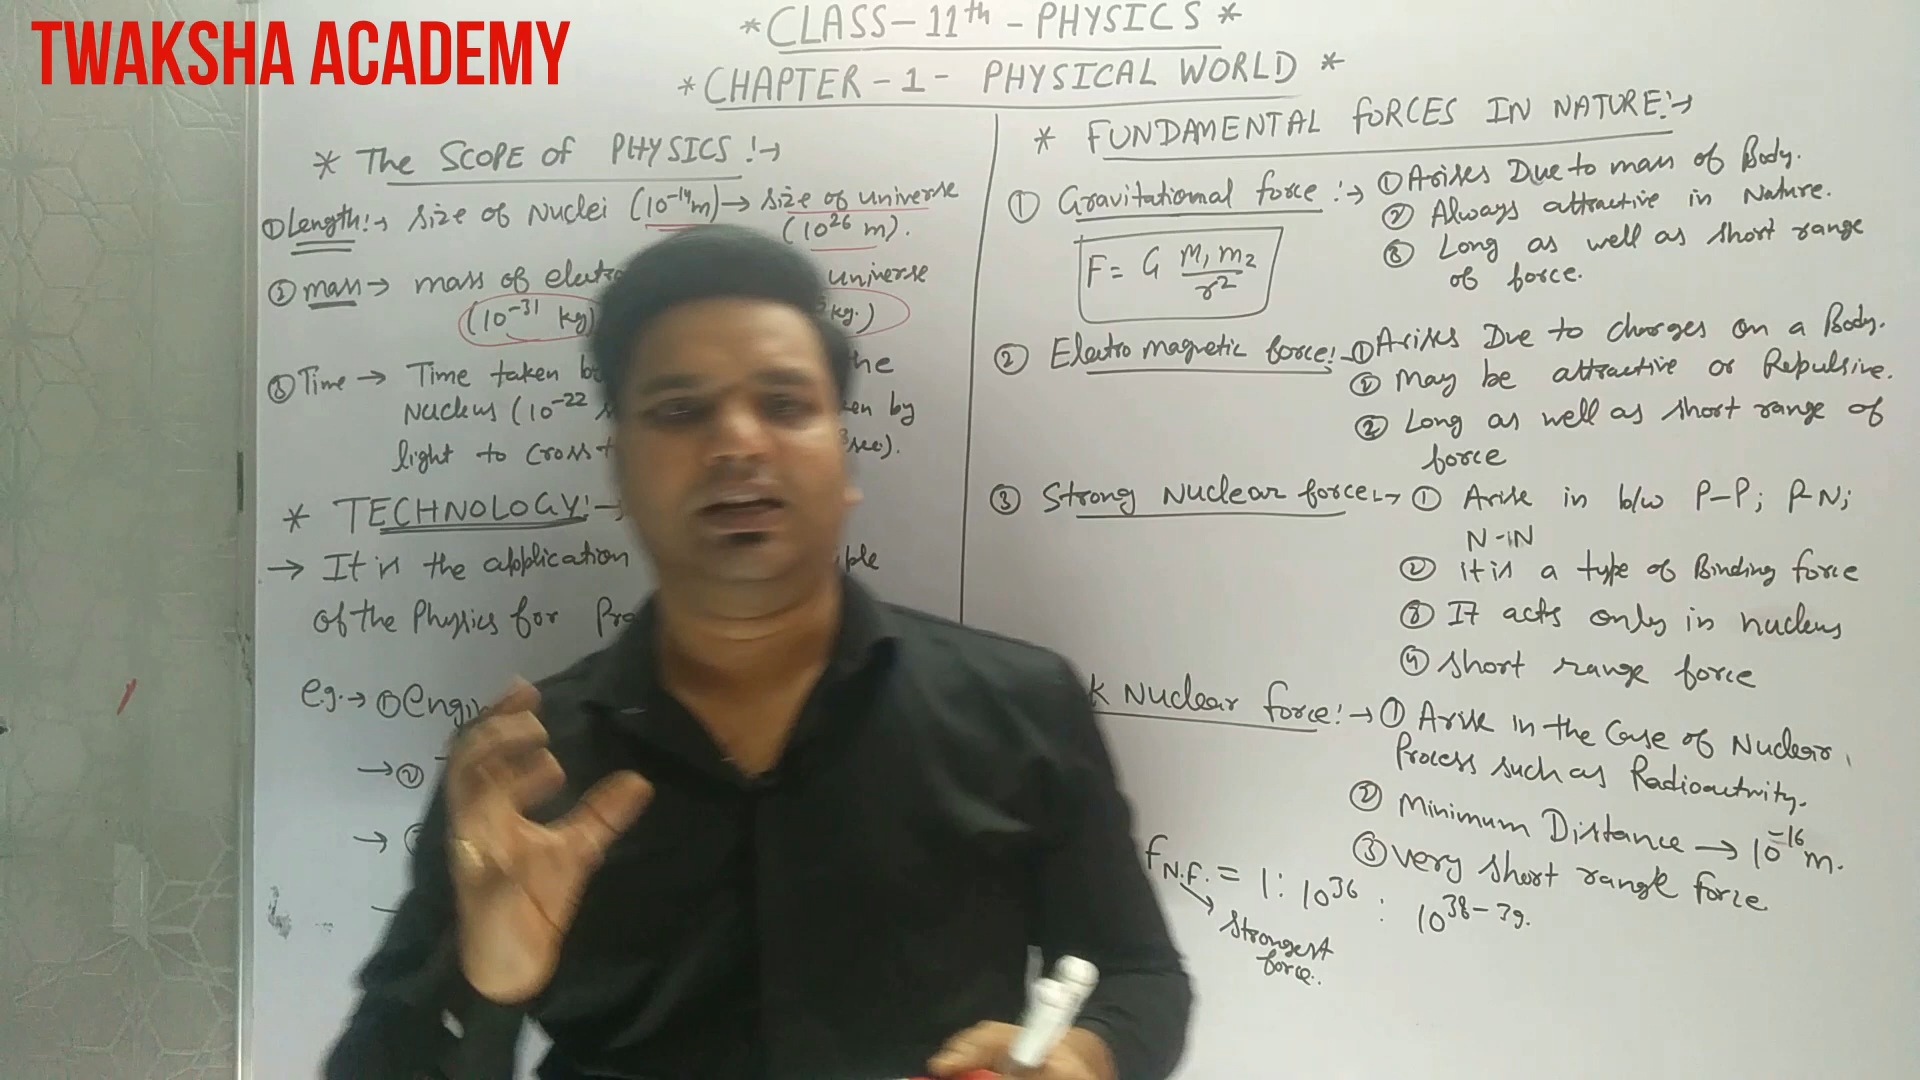 TWAKSHA ACADEMY
* CLASS-11th - PHYSICS *
* CHAPTER - 1 - PHYSICAL WORLD *
* The SCOPE of PHYSICS :→
① Length :→ size of Nuclei (10⁻¹⁴m) → size of universe
(10²⁶ m).
② mass → mass of electro universe
(10⁻³¹ kg) kg.)
③ Time → Time taken the
Nucleus (10⁻²² by
light to cross sec).
* TECHNOLOGY :→
→ It is the application
of the Physics for
e.g. → ①
→ ②
→
* FUNDAMENTAL FORCES IN NATURE :→
① Gravitational force :→ ① Arises Due to mass of Body.
② Always attractive in Nature.
③ Long as well as short range
of force.
F = G M₁m₂/r²
② Electro magnetic force :→ ① Arises Due to charges on a Body.
② May be attractive or Repulsive.
② Long as well as short range of
force
③ Strong Nuclear force → ① Arise in b/w P-P; P-N;
N-N
② it is a type of Binding force
③ It acts only in nucleus
④ short range force
k Nuclear force :→ ① Arise in the Case of Nuclear
Process such as Radioactivity.
② Minimum Distance → 10⁻¹⁶ m.
③ very short range force
F N.F. = 1 : 10³⁶ : 10³⁸⁻³⁹.
strongest
force.